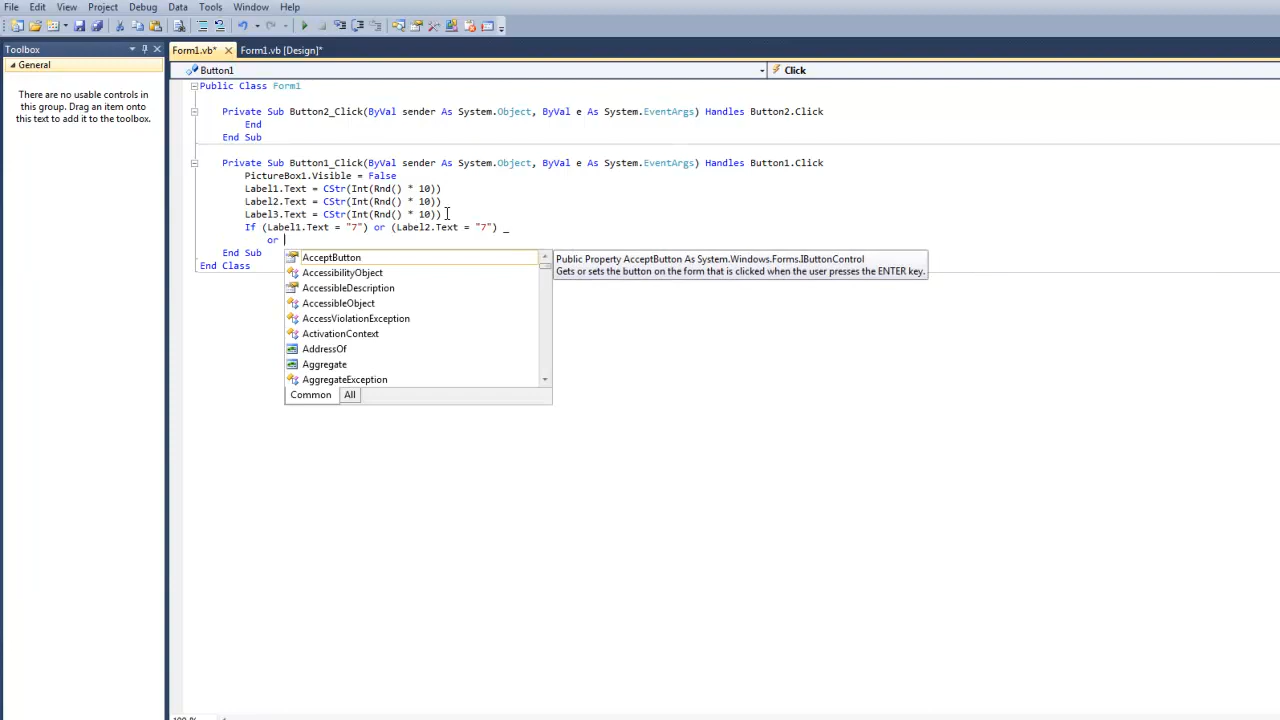 File Edit View Project Debug Data Tools Window Help
Toolbox
Form1.vb* Form1.vb [Design]*
General
Button1 Click
There are no usable controls in
this group. Drag an item onto
this text to add it to the toolbox.
Public Class Form1
Private Sub Button2_Click(ByVal sender As System.Object, ByVal e As System.EventArgs) Handles Button2.Click
End
End Sub
Private Sub Button1_Click(ByVal sender As System.Object, ByVal e As System.EventArgs) Handles Button1.Click
PictureBox1.Visible = False
Label1.Text = CStr(Int(Rnd() * 10))
Label2.Text = CStr(Int(Rnd() * 10))
Label3.Text = CStr(Int(Rnd() * 10))
If (Label1.Text = "7") or (Label2.Text = "7") _
or
End Sub
End Class
AcceptButton
AccessibilityObject
AccessibleDescription
AccessibleObject
AccessViolationException
ActivationContext
AddressOf
Aggregate
AggregateException
Common All
Public Property AcceptButton As System.Windows.Forms.IButtonControl
Gets or sets the button on the form that is clicked when the user presses the ENTER key.